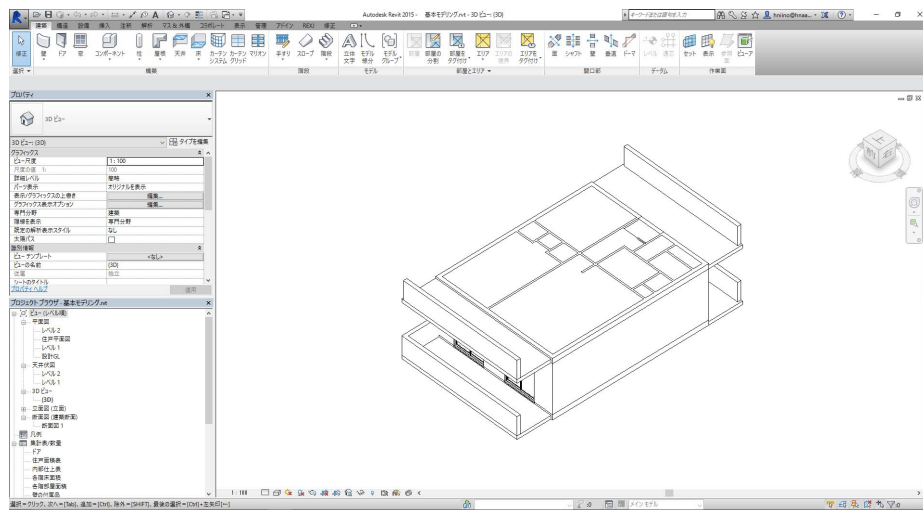 Autodesk Revit 2015 - 基本モデリング.rvt - 3D ビュー: {3D}
キーワードまたは語句を入力
建築 構造 設備 挿入 注釈 解析 マス & 外構 コラボレート 表示 管理 アドイン REX) 修正
修正 壁 ドア 窓 コンポーネント 柱 屋根 天井 床 カーテン システム カーテン グリッド マリオン 手すり スロープ 階段 立体 文字 モデル 線分 モデル グループ 部屋 部屋の 分割 部屋を タグ付け エリア エリアの 境界 エリアを タグ付け 面 シャフト 壁 垂直 ドーマ レベル 通芯 セット 表示 参照 面 ビューア
選択 構築 階段 モデル 部屋とエリア 開口部 データム 作業面
プロパティ
3D ビュー
3D ビュー: {3D}
タイプを編集
グラフィックス
ビュー尺度 1 : 100
尺度の値 1: 100
詳細レベル 簡略
パーツ表示 オリジナルを表示
表示/グラフィックスの上書き 編集...
グラフィックス表示オプション 編集...
専門分野 建築
隠線を表示 専門分野
既定の解析表示スタイル なし
太陽パス
識別情報
ビュー テンプレート <なし>
ビューの名前 {3D}
従属 独立
シートのタイトル
プロパティ ヘルプ 適用
プロジェクト ブラウザ - 基本モデリング.rvt
ビュー (レベル順)
平面図
レベル 2
住戸平面図
レベル 1
設計GL
天井伏図
レベル 2
レベル 1
3D ビュー
{3D}
立面図 (立面)
断面図 (建築断面)
断面図 1
凡例
集計表/数量
ドア
住戸面積表
内部仕上表
各階床面積
各階部屋面積
壁の付属品
1 : 100
選択 = クリック、次へ = [Tab]、追加 = [Ctrl]、除外 = [SHIFT]、最後の選択 = [Ctrl] + 左矢印[←]
:0
メイン モデル
:0
上
前
右